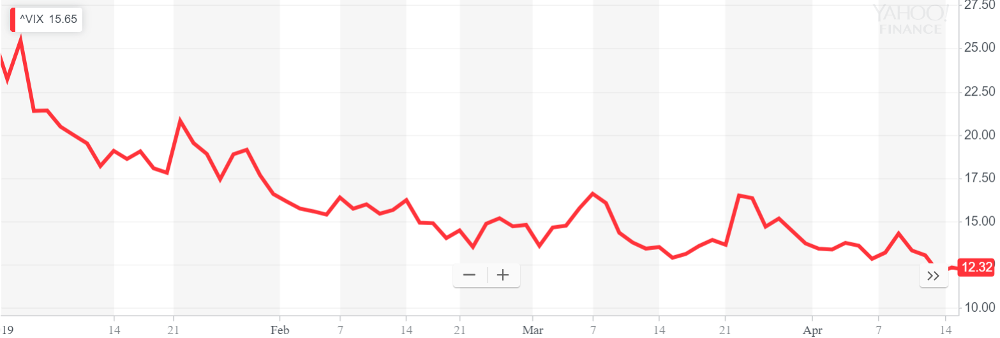 27.50
^VIX 15.65
YAHOO!
FINANCE
25.00
22.50
20.00
17.50
15.00
12.32
10.00
19 14 21 Feb 7 14 21 Mar 7 14 21 Apr 7 14